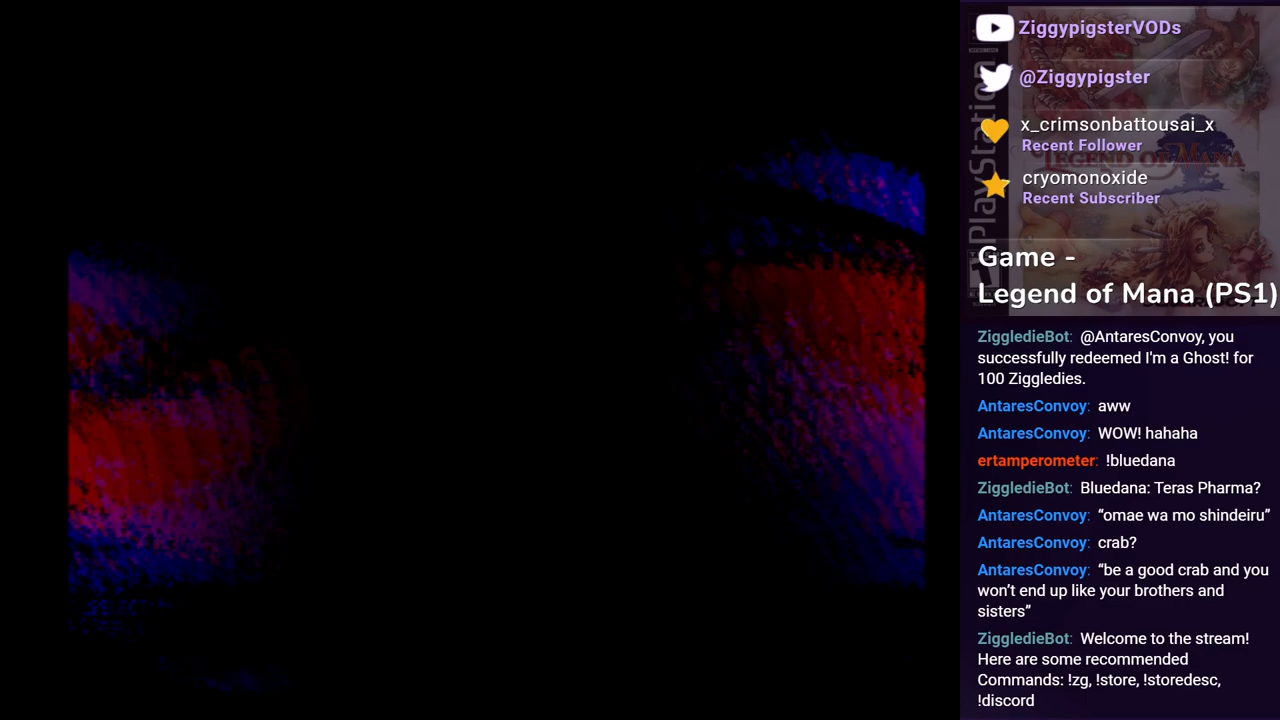 ZiggypigsterVODs
@Ziggypigster
x_crimsonbattousai_x
Recent Follower
cryomonoxide
Recent Subscriber
PlayStation
LEGEND OF MANA
Game -
Legend of Mana (PS1)
ZiggledieBot: @AntaresConvoy, you
successfully redeemed I'm a Ghost! for
100 Ziggledies.
AntaresConvoy: aww
AntaresConvoy: WOW! hahaha
ertamperometer: !bluedana
ZiggledieBot: Bluedana: Teras Pharma?
AntaresConvoy: “omae wa mo shindeiru”
AntaresConvoy: crab?
AntaresConvoy: “be a good crab and you
won’t end up like your brothers and
sisters”
ZiggledieBot: Welcome to the stream!
Here are some recommended
Commands: !zg, !store, !storedesc,
!discord